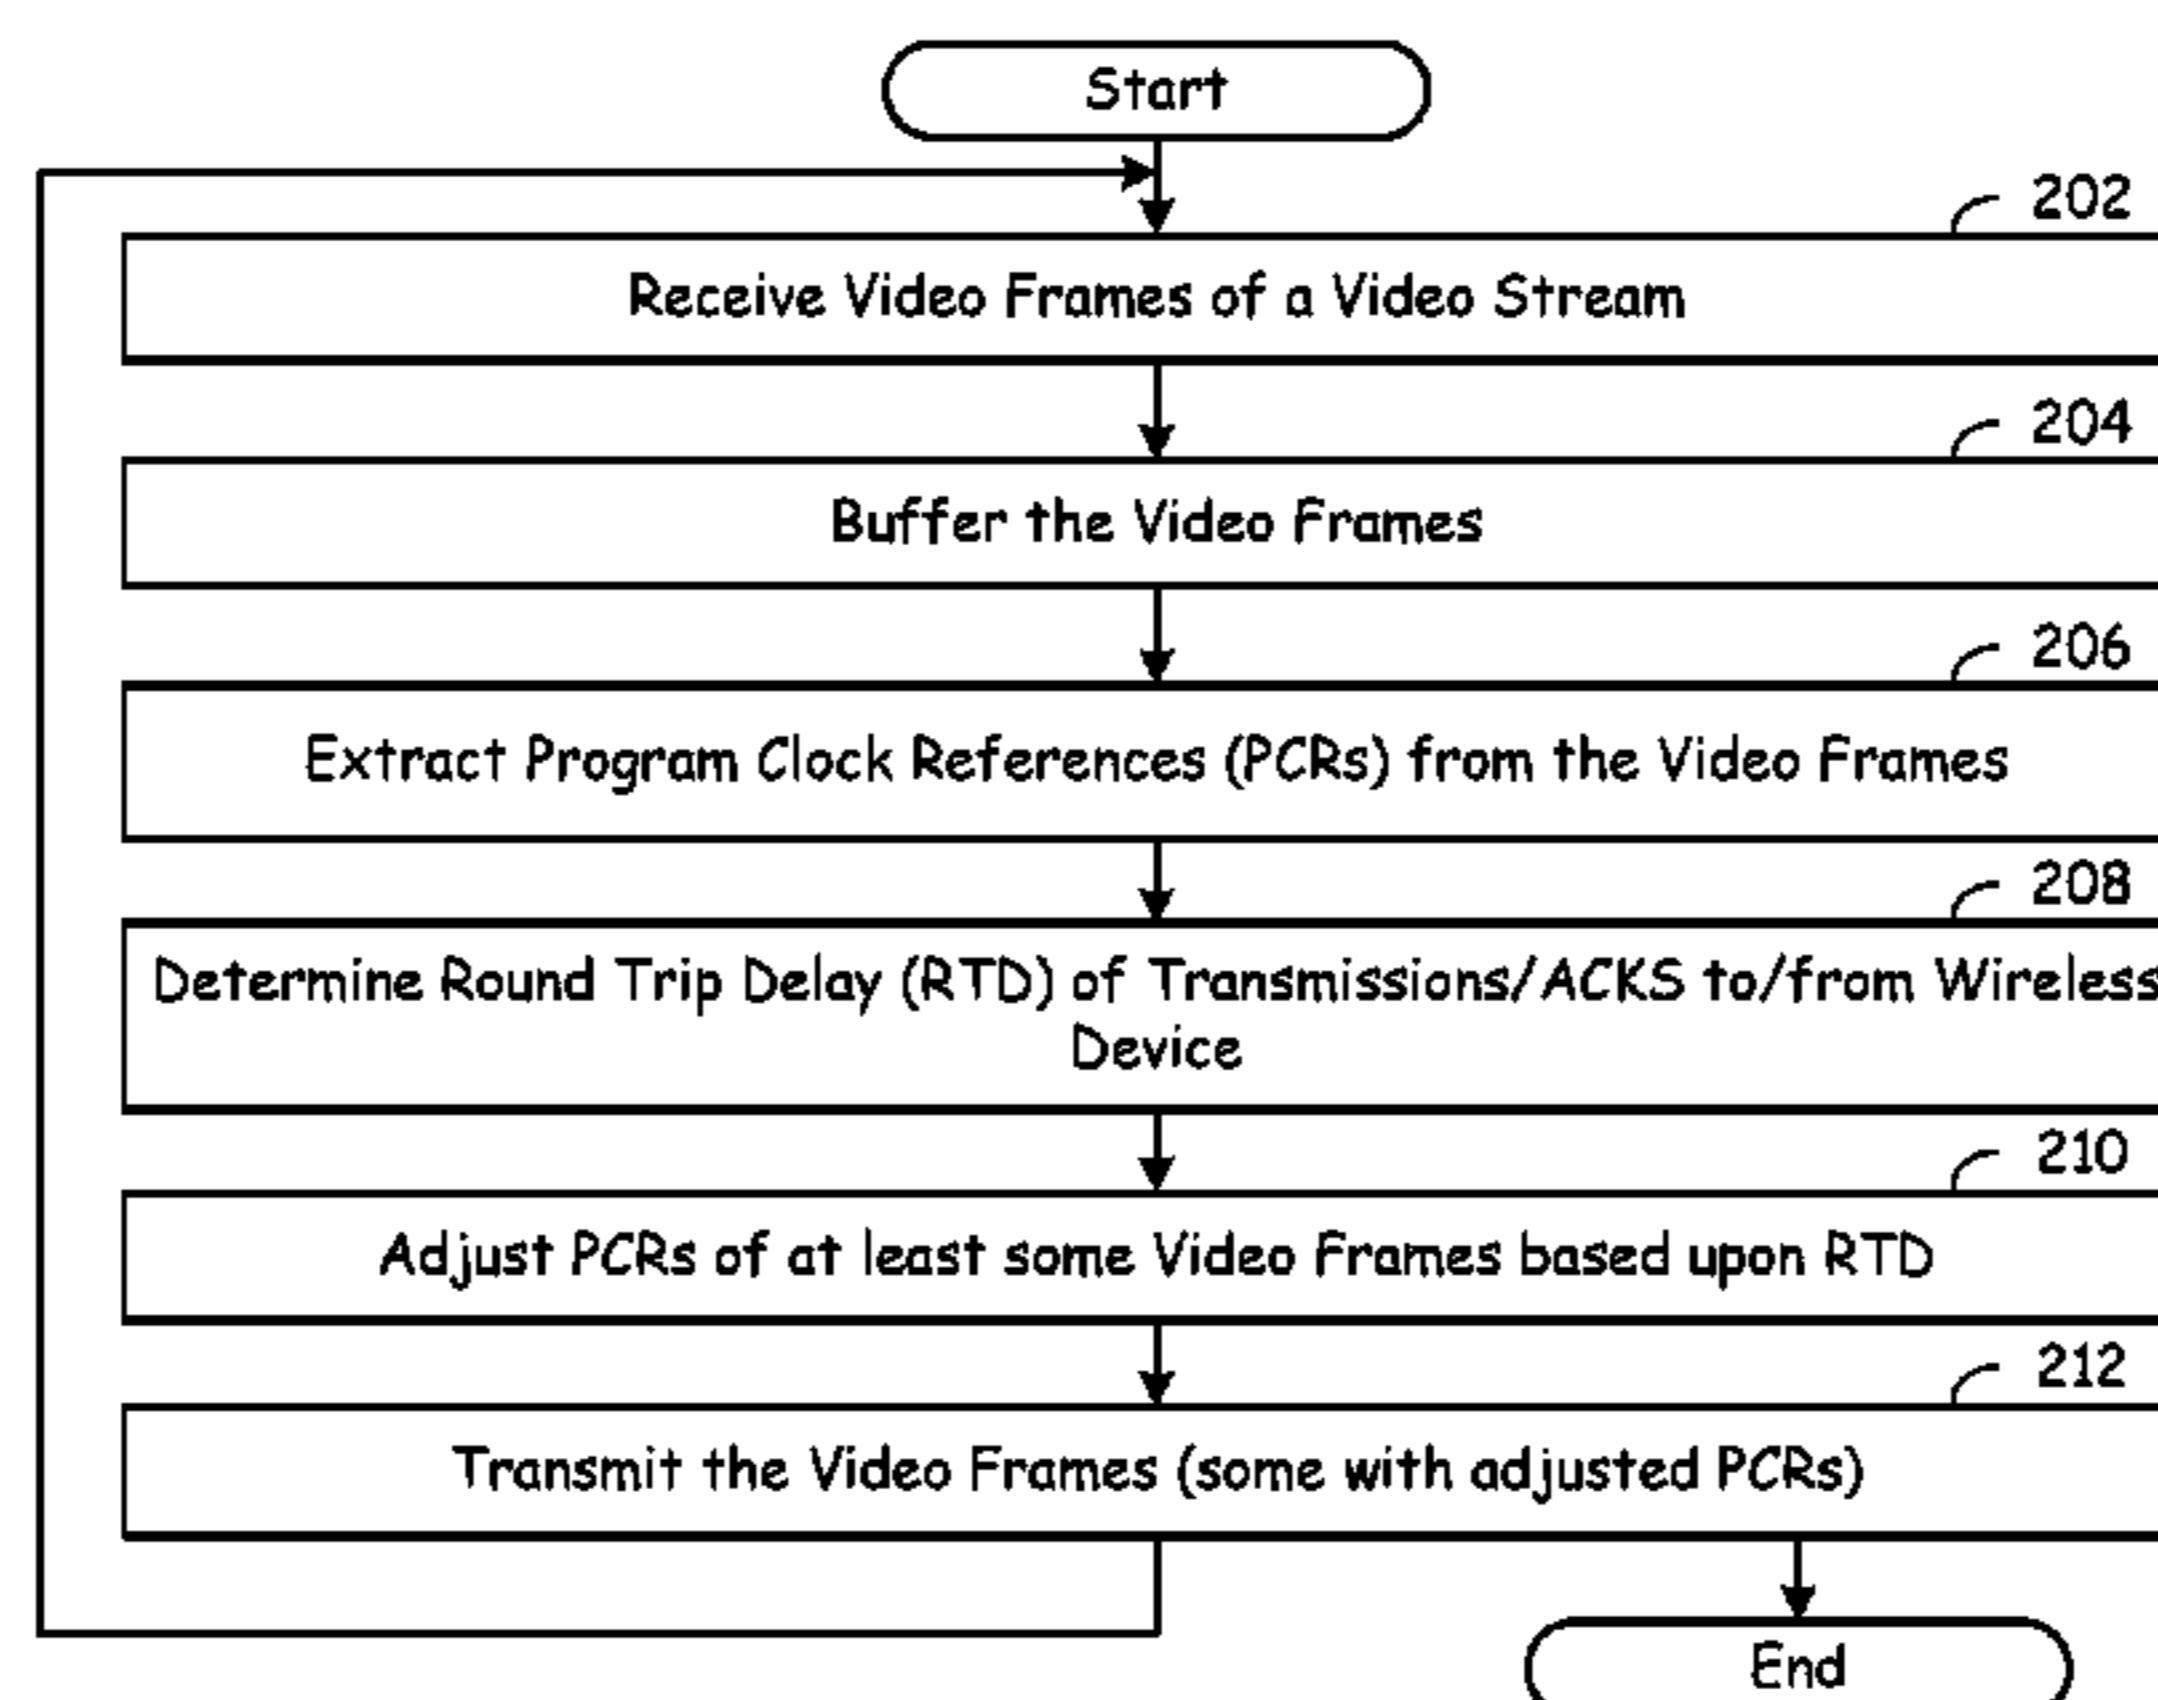 Start
202
Receive Video Frames of a Video Stream
204
Buffer the Video Frames
206
Extract Program Clock References (PCRs) from the Video Frames
208
Determine Round Trip Delay (RTD) of Transmissions/ACKS to/from Wireless
Device
210
Adjust PCRs of at least some Video Frames based upon RTD
212
Transmit the Video Frames (some with adjusted PCRs)
End